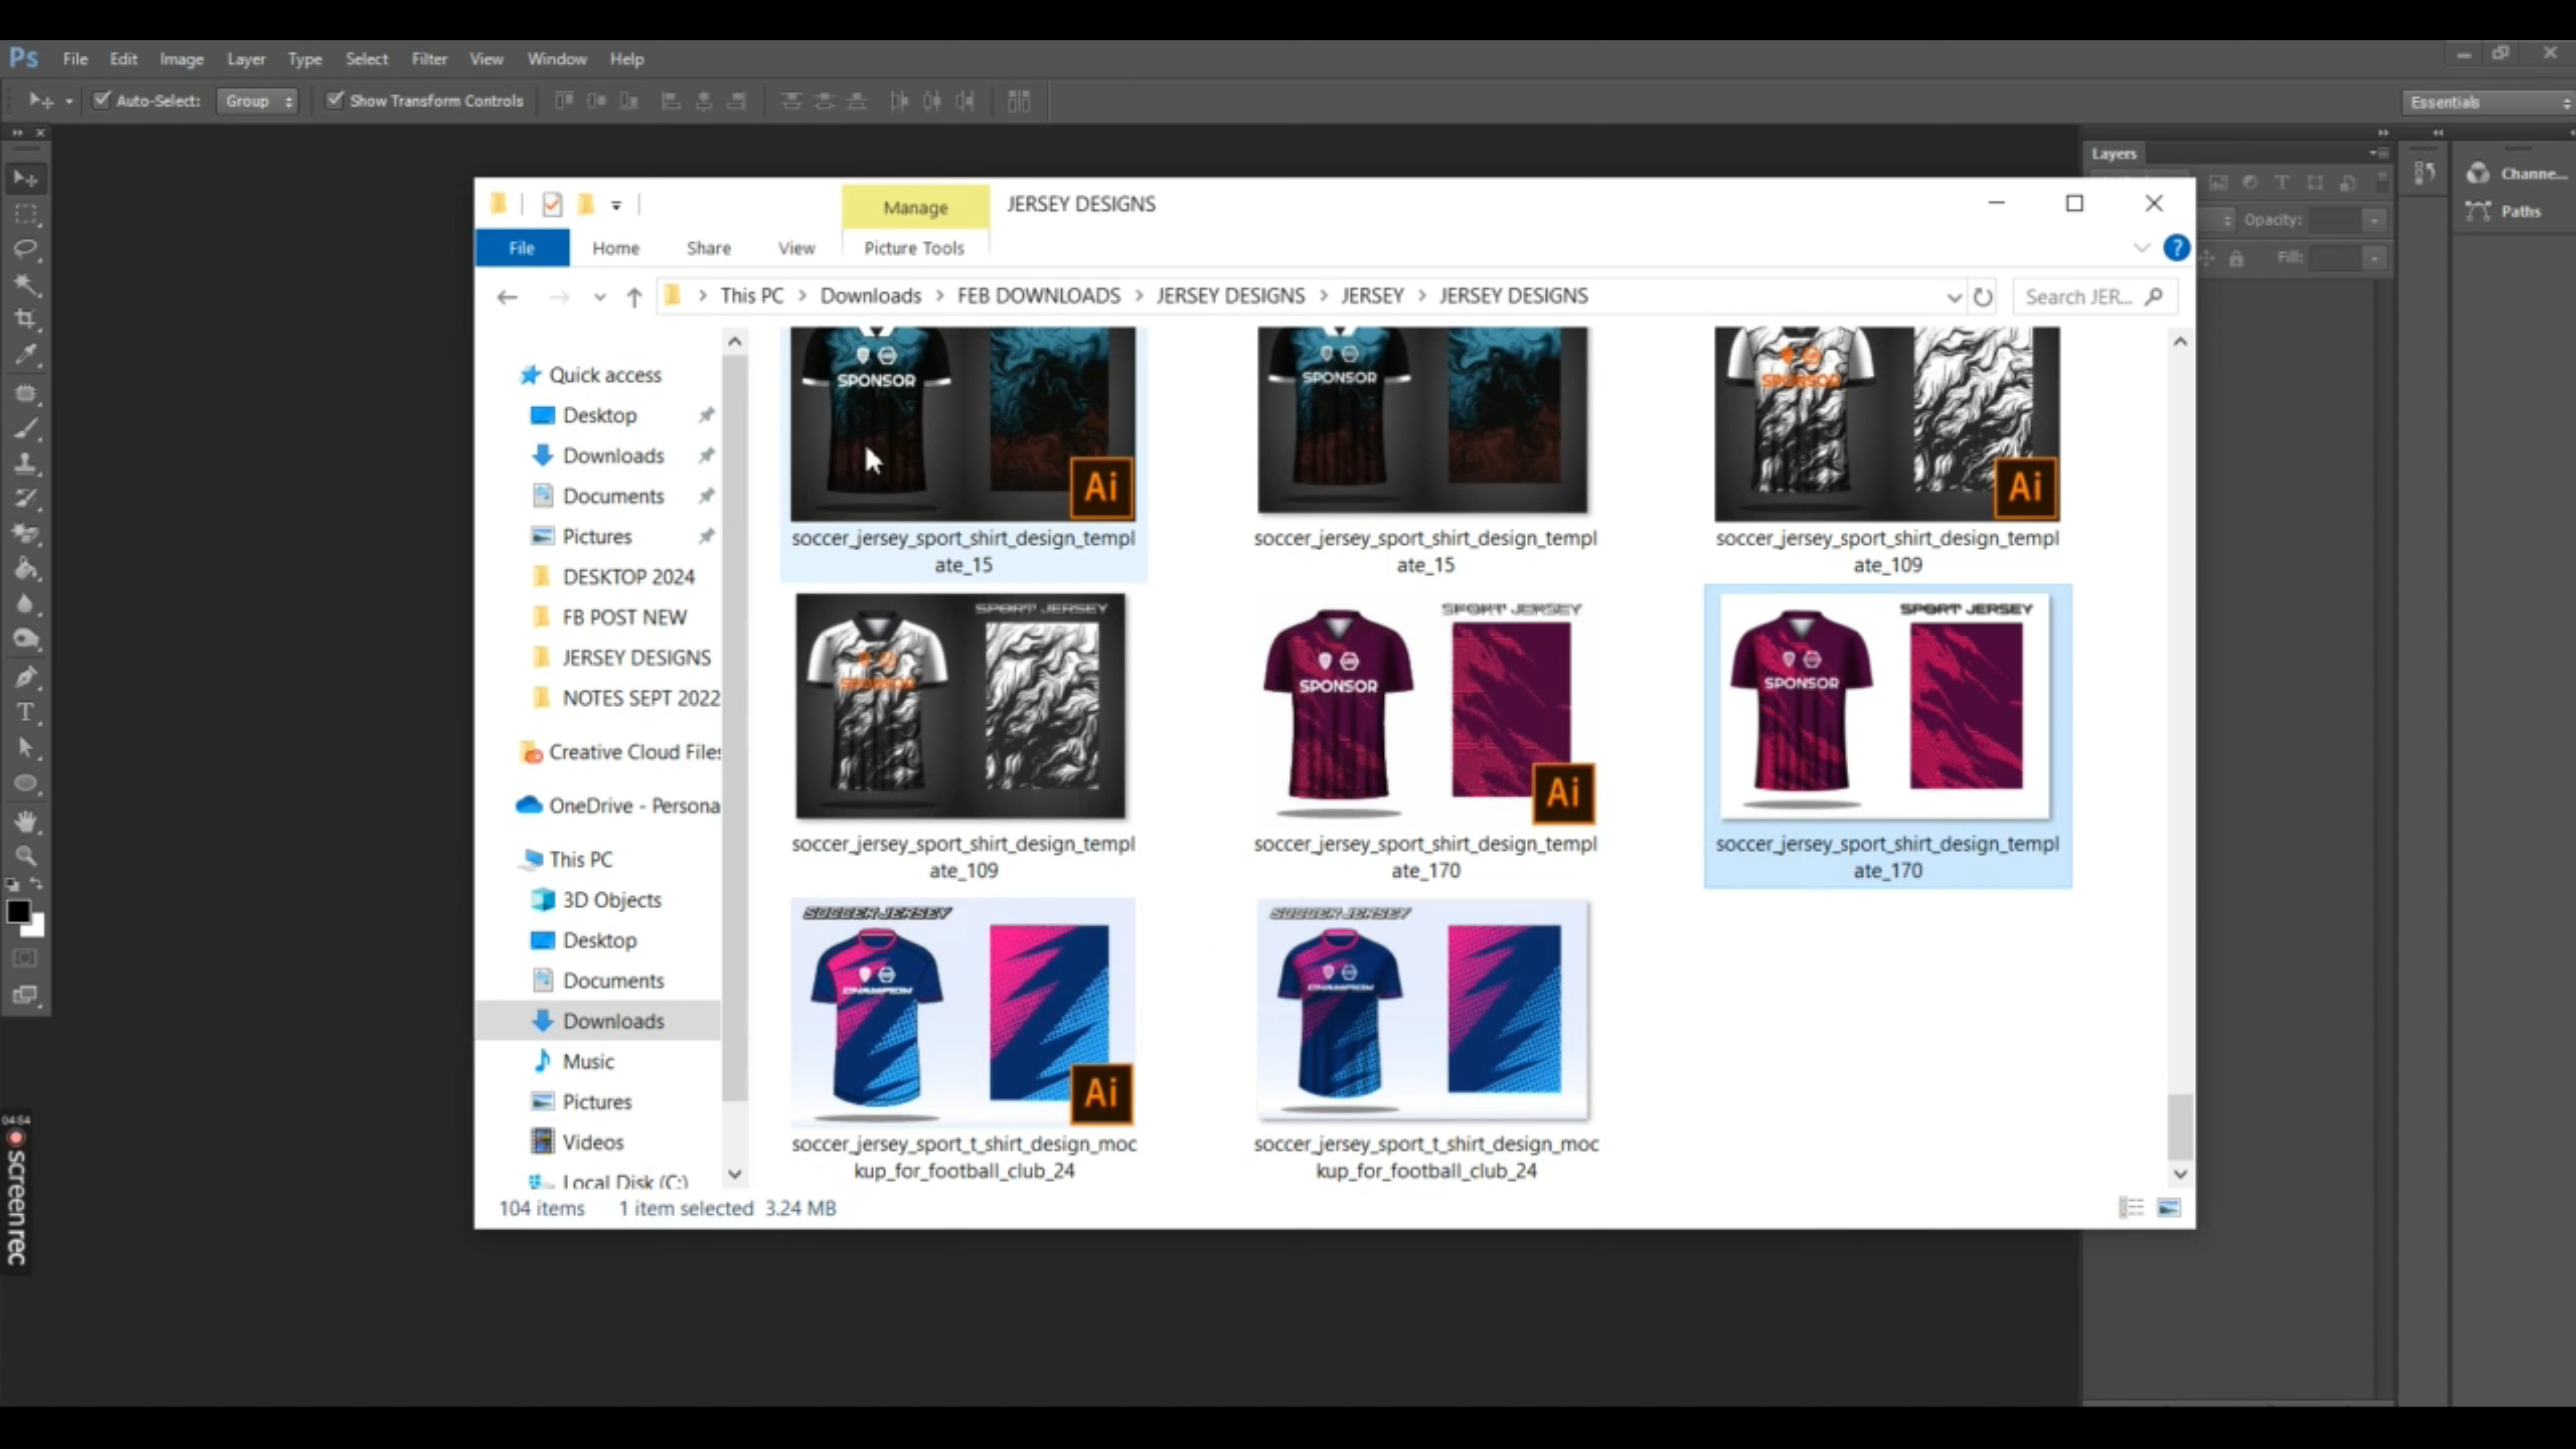 Ps File Edit Image Layer Type Select Filter View Window Help
Auto-Select: Group Show Transform Controls
Essentials
Layers
Channe...
Paths
Opacity:
Fill:
Manage JERSEY DESIGNS
File Home Share View Picture Tools
This PC > Downloads > FEB DOWNLOADS > JERSEY DESIGNS > JERSEY > JERSEY DESIGNS
Search JER...
Quick access
Desktop
Downloads
Documents
Pictures
DESKTOP 2024
FB POST NEW
JERSEY DESIGNS
NOTES SEPT 2022
Creative Cloud Files
OneDrive - Persona
This PC
3D Objects
Desktop
Documents
Downloads
Music
Pictures
Videos
Local Disk (C:)
SPONSOR
Ai
soccer_jersey_sport_shirt_design_templ
ate_15
SPONSOR
soccer_jersey_sport_shirt_design_templ
ate_15
SPONSOR
Ai
soccer_jersey_sport_shirt_design_templ
ate_109
SPORT JERSEY
SPONSOR
soccer_jersey_sport_shirt_design_templ
ate_109
SPORT JERSEY
SPONSOR
Ai
soccer_jersey_sport_shirt_design_templ
ate_170
SPORT JERSEY
SPONSOR
soccer_jersey_sport_shirt_design_templ
ate_170
SOCCER JERSEY
CHAMPION
Ai
soccer_jersey_sport_t_shirt_design_moc
kup_for_football_club_24
SOCCER JERSEY
CHAMPION
soccer_jersey_sport_t_shirt_design_moc
kup_for_football_club_24
104 items 1 item selected 3.24 MB
04:54
screenrec